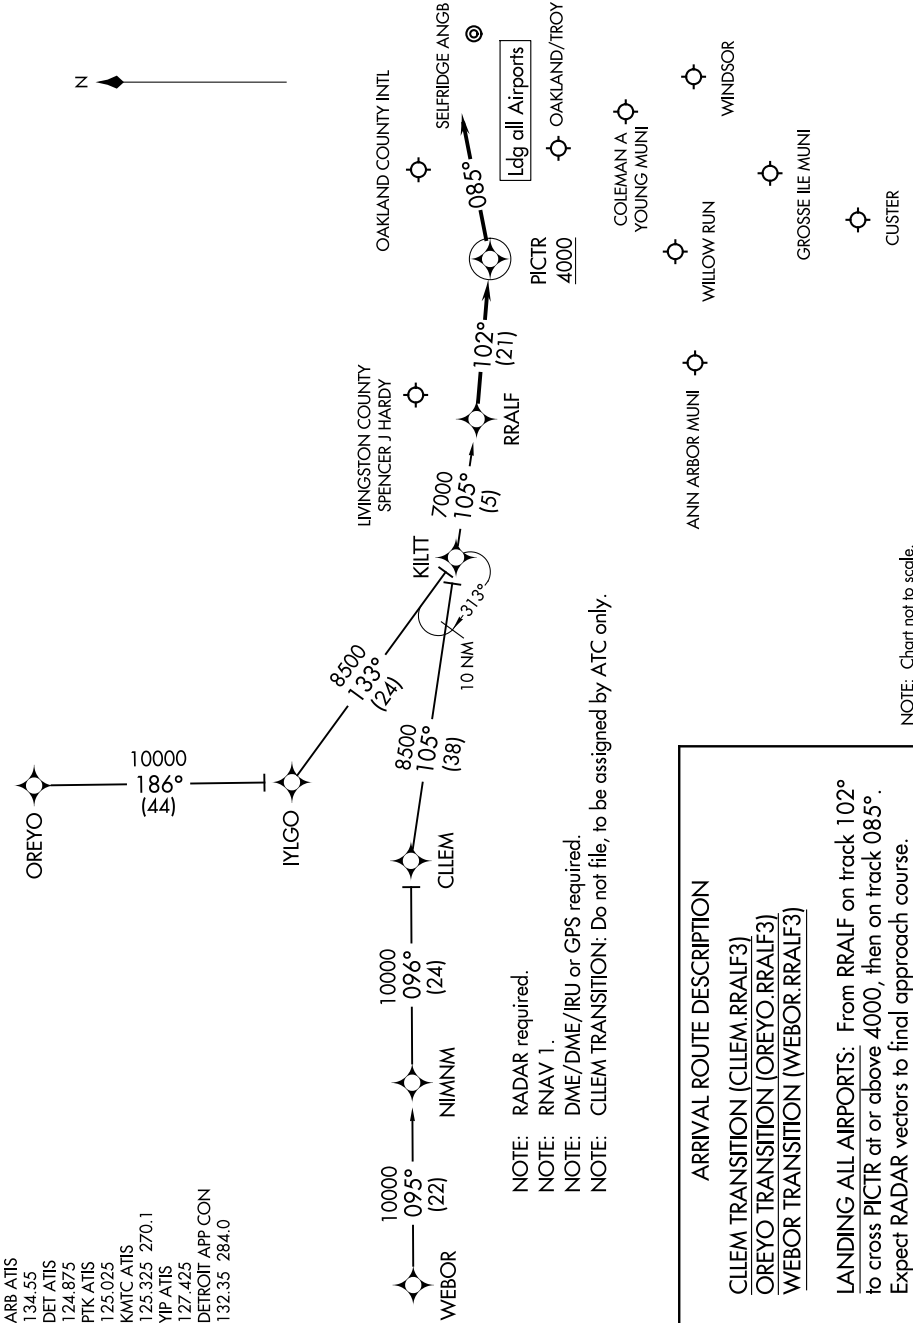 ARB ATIS
134.55
DET ATIS
124.875
PTK ATIS
125.025
KMTC ATIS
125.325 270.1
YIP ATIS
127.425
DETROIT APP CON
132.35 284.0
N
OREYO
10000
186°
(44)
IYLGO
8500
133°
(24)
WEBOR
10000
095°
(22)
NIMNM
10000
096°
(24)
CLLEM
8500
105°
(38)
10 NM
313°
KILTT
7000
105°
(5)
RRALF
102°
(21)
PICTR
4000
085°
Ldg all Airports
LIVINGSTON COUNTY
SPENCER J HARDY
OAKLAND COUNTY INTL
SELFRIDGE ANGB
OAKLAND/TROY
COLEMAN A
YOUNG MUNI
WINDSOR
WILLOW RUN
GROSSE ILE MUNI
CUSTER
ANN ARBOR MUNI
NOTE: RADAR required.
NOTE: RNAV 1.
NOTE: DME/DME/IRU or GPS required.
NOTE: CLLEM TRANSITION: Do not file, to be assigned by ATC only.
NOTE: Chart not to scale.
ARRIVAL ROUTE DESCRIPTION
CLLEM TRANSITION (CLLEM.RRALF3)
OREYO TRANSITION (OREYO.RRALF3)
WEBOR TRANSITION (WEBOR.RRALF3)
LANDING ALL AIRPORTS: From RRALF on track 102°
to cross PICTR at or above 4000, then on track 085°.
Expect RADAR vectors to final approach course.